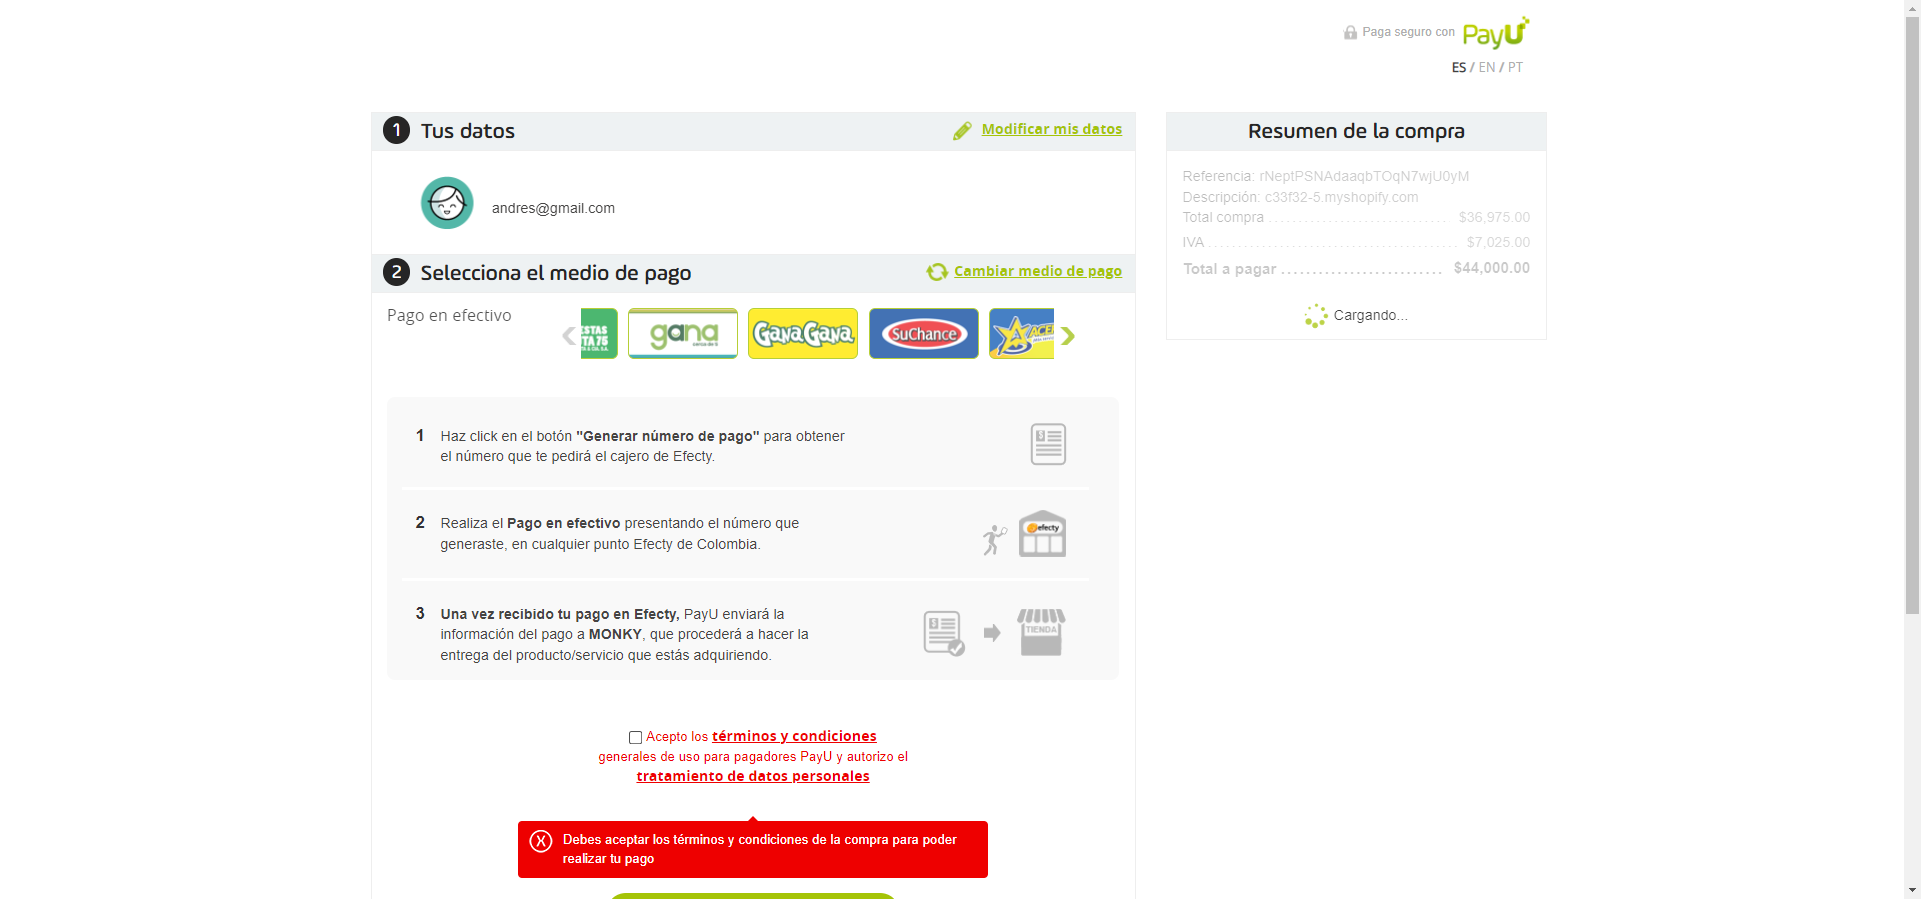 Paga seguro con PayU
ES / EN / PT
1 Tus datos
Modificar mis datos
andres@gmail.com
2 Selecciona el medio de pago
Cambiar medio de pago
Pago en efectivo
gana
GanaGana
SuChance
1 Haz click en el botón "Generar número de pago" para obtener
el número que te pedirá el cajero de Efecty.
2 Realiza el Pago en efectivo presentando el número que
generaste, en cualquier punto Efecty de Colombia.
efecty
3 Una vez recibido tu pago en Efecty, PayU enviará la
información del pago a MONKY, que procederá a hacer la
entrega del producto/servicio que estás adquiriendo.
TIENDA
Acepto los términos y condiciones
generales de uso para pagadores PayU y autorizo el
tratamiento de datos personales
Debes aceptar los términos y condiciones de la compra para poder
realizar tu pago
Resumen de la compra
Referencia: rNeptPSNAdaaqbTOqN7wjU0yM
Descripción: c33f32-5.myshopify.com
Total compra $36,975.00
IVA $7,025.00
Total a pagar $44,000.00
Cargando...